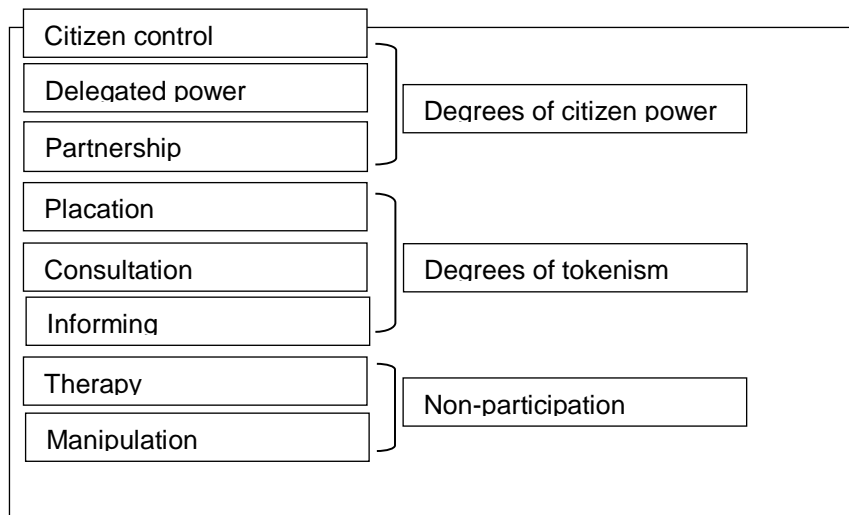 Citizen control
Delegated power
Partnership
Degrees of citizen power
Placation
Consultation
Informing
Degrees of tokenism
Therapy
Manipulation
Non-participation